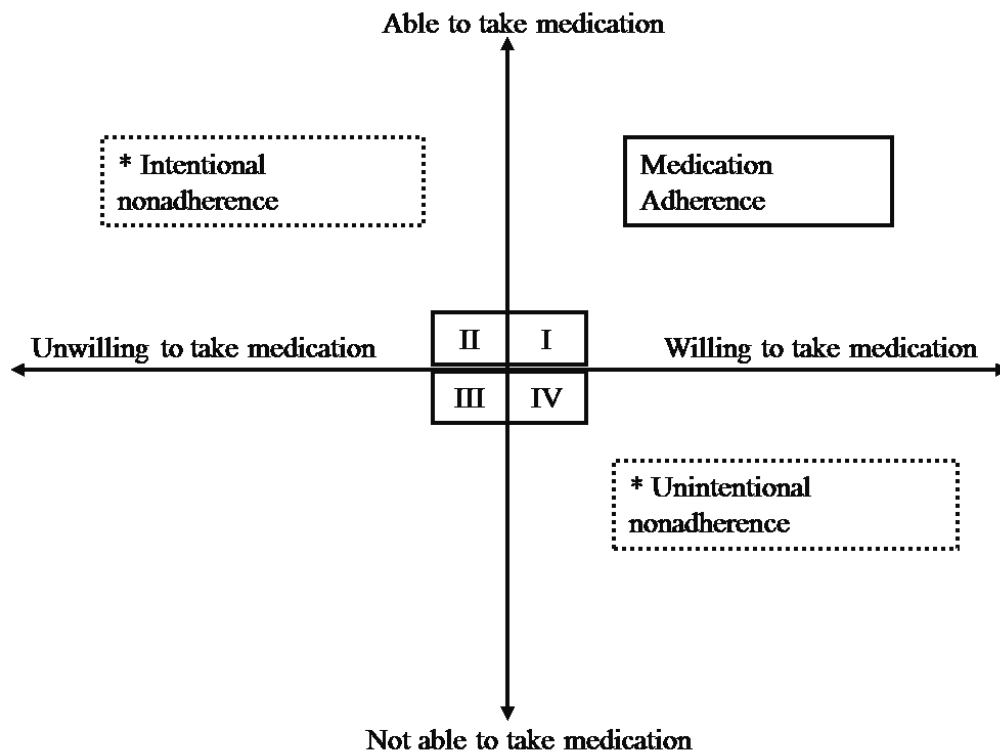 Able to take medication
* Intentional
nonadherence
Medication
Adherence
II
I
Unwilling to take medication
Willing to take medication
III
IV
* Unintentional
nonadherence
Not able to take medication